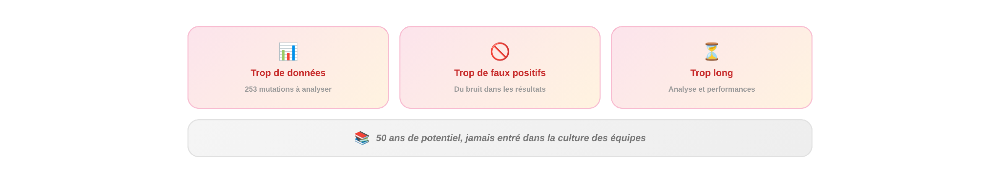 Trop de données
253 mutations à analyser
Trop de faux positifs
Du bruit dans les résultats
Trop long
Analyse et performances
50 ans de potentiel, jamais entré dans la culture des équipes